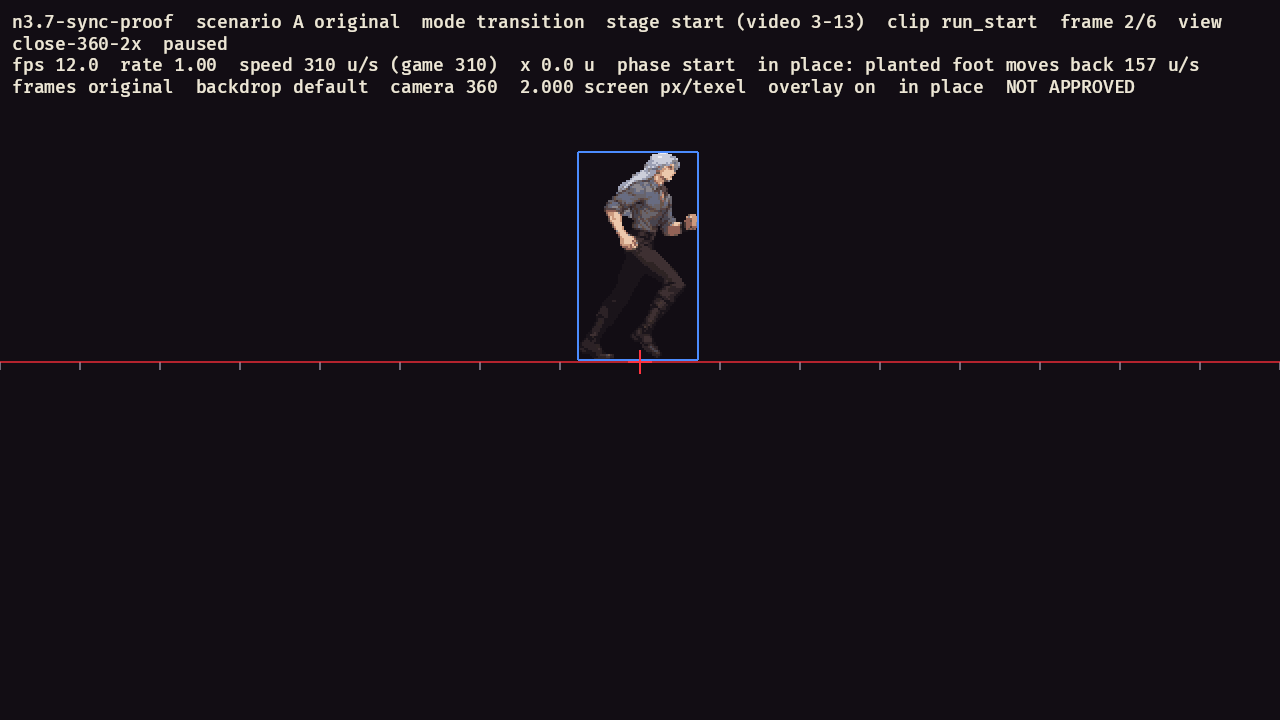 n3.7-sync-proof  scenario A original  mode transition  stage start (video 3-13)  clip run_start  frame 2/6  view
close-360-2x  paused
fps 12.0  rate 1.00  speed 310 u/s (game 310)  x 0.0 u  phase start  in place: planted foot moves back 157 u/s
frames original  backdrop default  camera 360  2.000 screen px/texel  overlay on  in place  NOT APPROVED